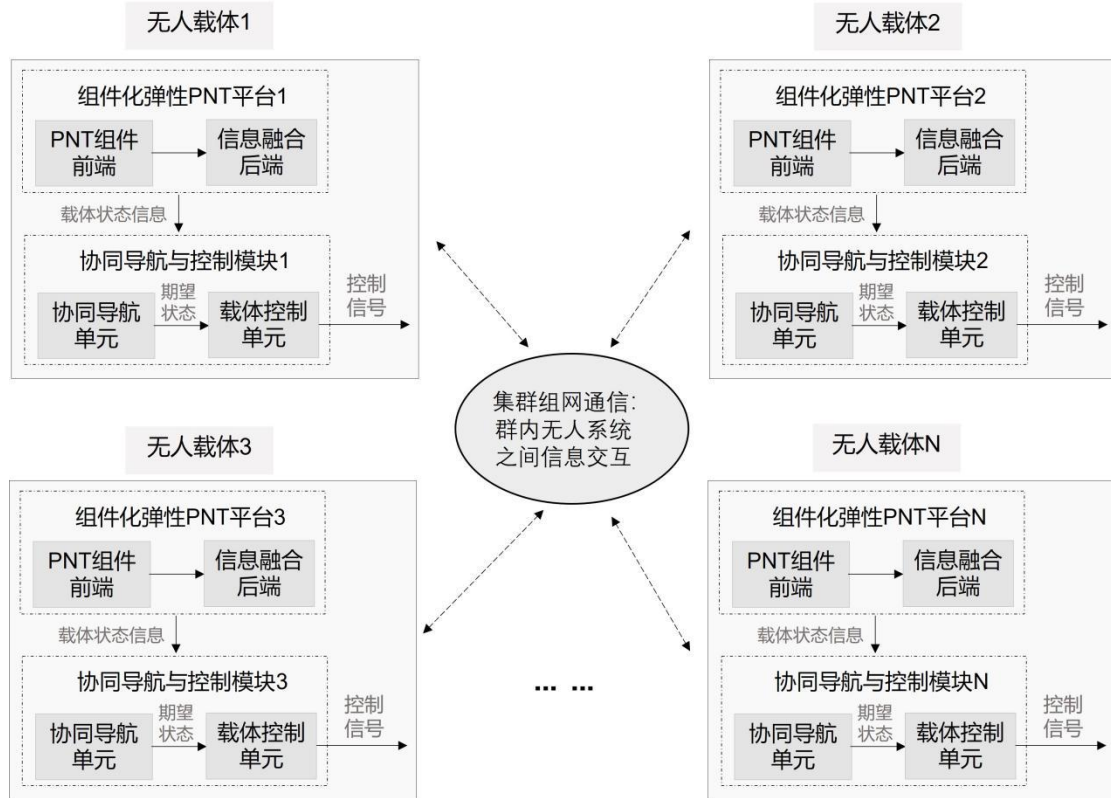 无人载体1
组件化弹性PNT平台1
PNT组件
前端
信息融合
后端
载体状态信息
协同导航与控制模块1
协同导航
单元
期望
状态
载体控制
单元
控制
信号
无人载体2
组件化弹性PNT平台2
PNT组件
前端
信息融合
后端
载体状态信息
协同导航与控制模块2
协同导航
单元
期望
状态
载体控制
单元
控制
信号
集群组网通信:
群内无人系统
之间信息交互
无人载体3
组件化弹性PNT平台3
PNT组件
前端
信息融合
后端
载体状态信息
协同导航与控制模块3
协同导航
单元
期望
状态
载体控制
单元
控制
信号
... ...
无人载体N
组件化弹性PNT平台N
PNT组件
前端
信息融合
后端
载体状态信息
协同导航与控制模块N
协同导航
单元
期望
状态
载体控制
单元
控制
信号